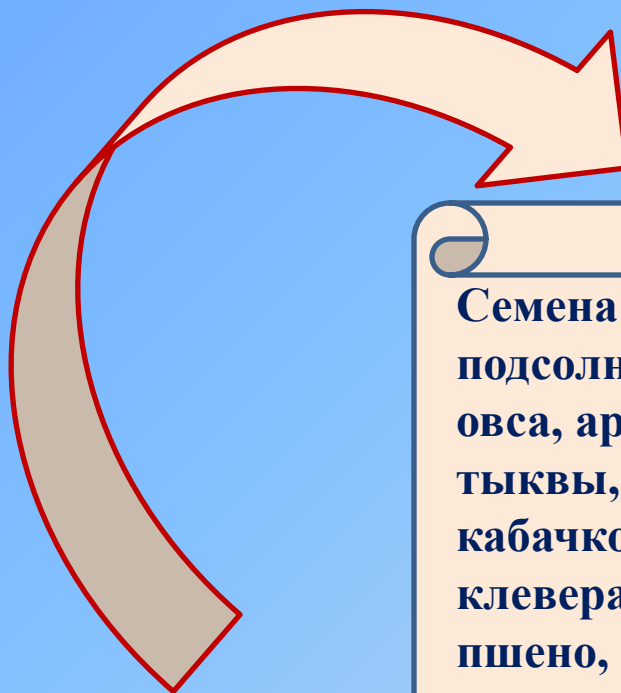 Семена
подсолн
овса, ар
тыквы,
кабачко
клевера
пшено,